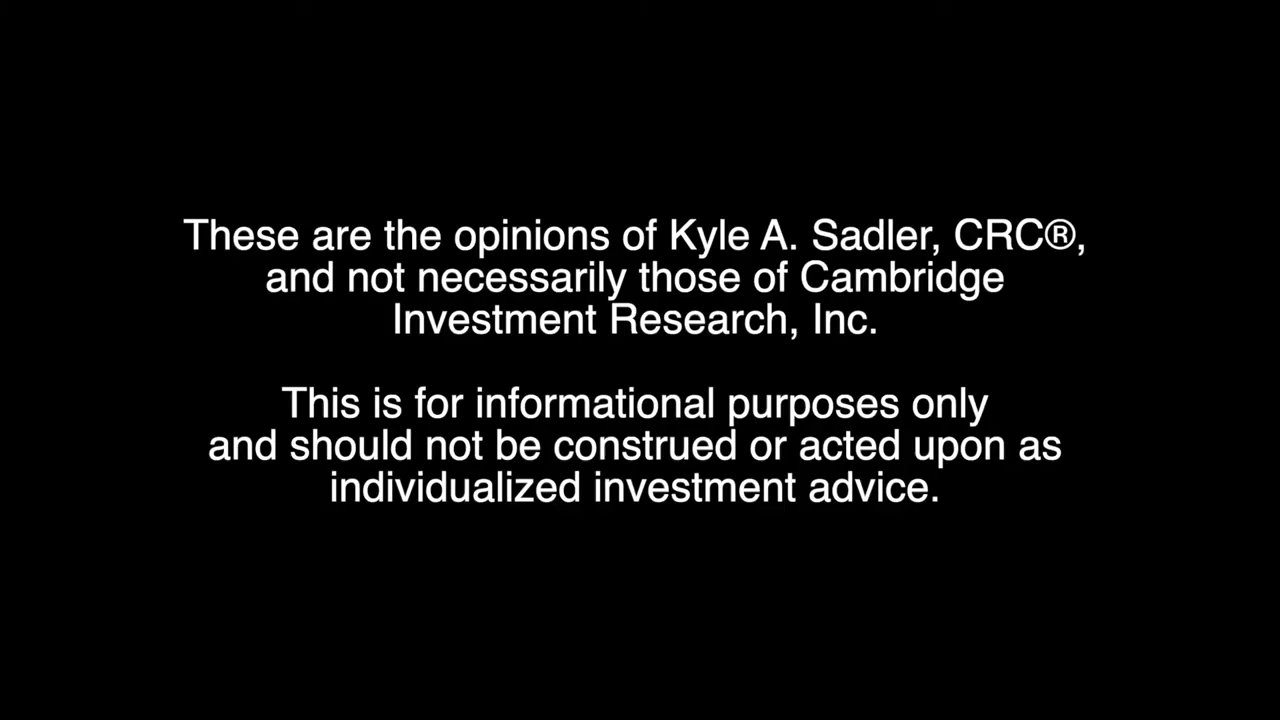 These are the opinions of Kyle A. Sadler, CRC®,
and not necessarily those of Cambridge
Investment Research, Inc.
This is for informational purposes only
and should not be construed or acted upon as
individualized investment advice.